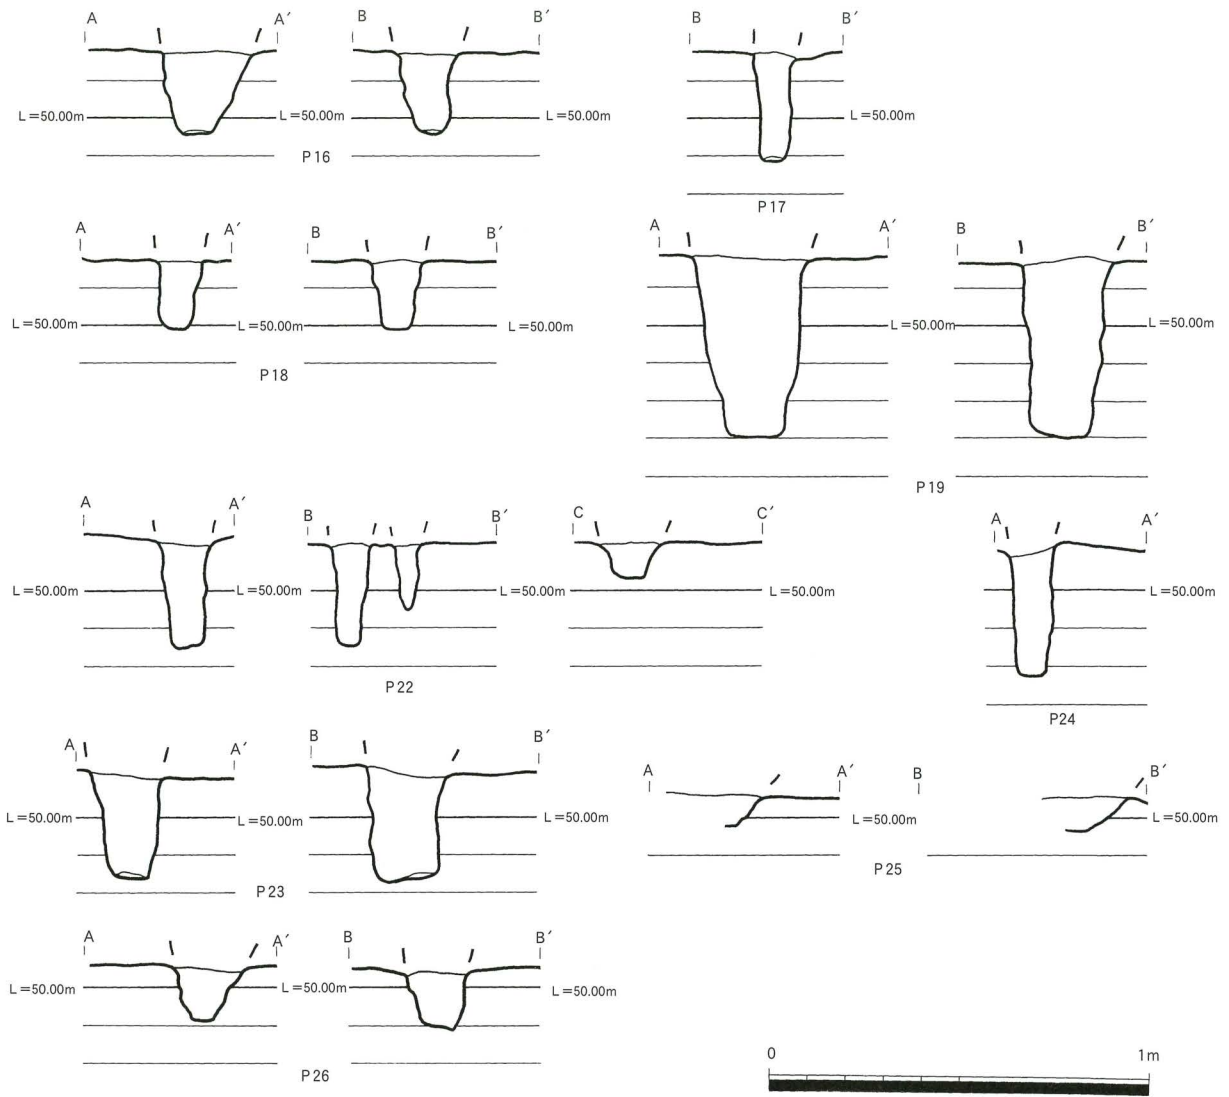 A A′ B B′ B B′
L=50.00m L=50.00m L=50.00m L=50.00m
P16
P17
A A′ B B′ A A′ B B′
L=50.00m L=50.00m L=50.00m L=50.00m L=50.00m
P18
P19
A A′ B B′ C C′ A A′
L=50.00m L=50.00m L=50.00m L=50.00m L=50.00m
P22
P24
A A′ B B′ A A′ B B′
L=50.00m L=50.00m L=50.00m L=50.00m L=50.00m
P23
P25
A A′ B B′
L=50.00m L=50.00m L=50.00m
P26
0 1m